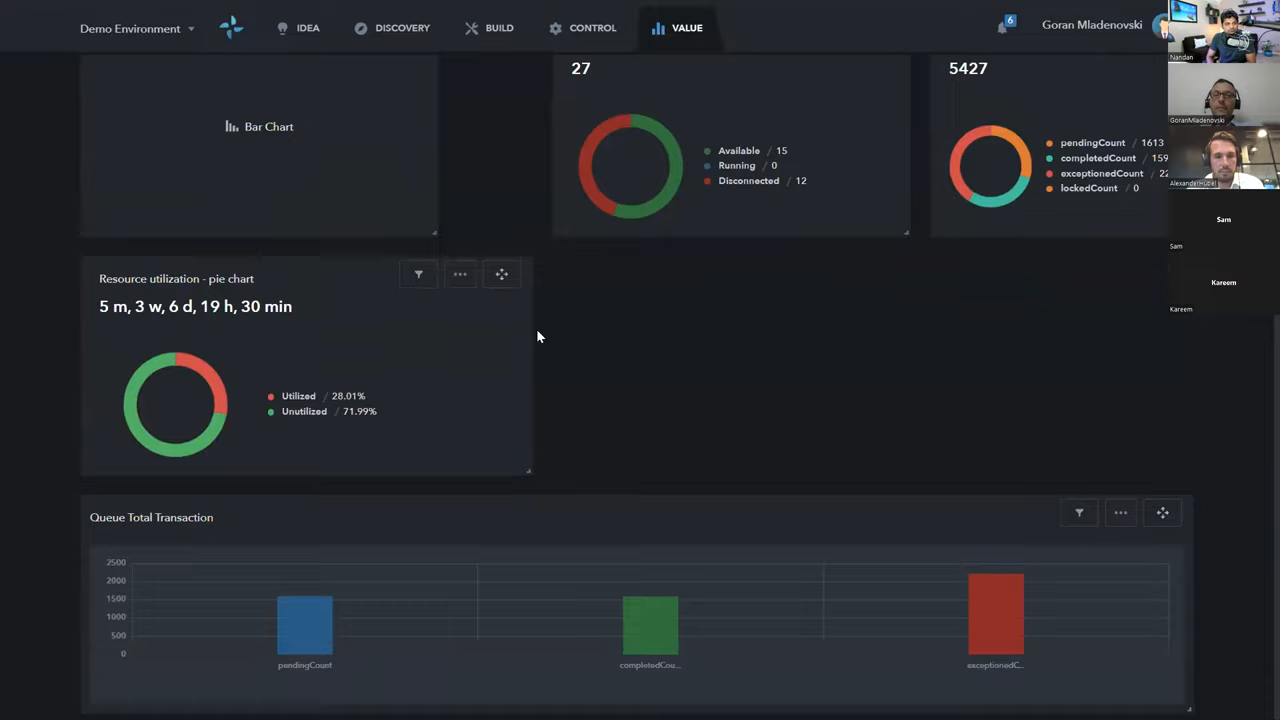 Demo Environment
IDEA
DISCOVERY
BUILD
CONTROL
VALUE
6
Goran Mladenovski
Nandan
GoranMladenovski
AlexanderHübel
Sam
Sam
Kareem
Kareem
Bar Chart
27
Available / 15
Running / 0
Disconnected / 12
5427
pendingCount / 1613
completedCount / 159
exceptionedCount / 22
lockedCount / 0
Resource utilization - pie chart
5 m, 3 w, 6 d, 19 h, 30 min
Utilized / 28.01%
Unutilized / 71.99%
Queue Total Transaction
2500
2000
1500
1000
500
0
pendingCount
completedCou...
exceptionedC...